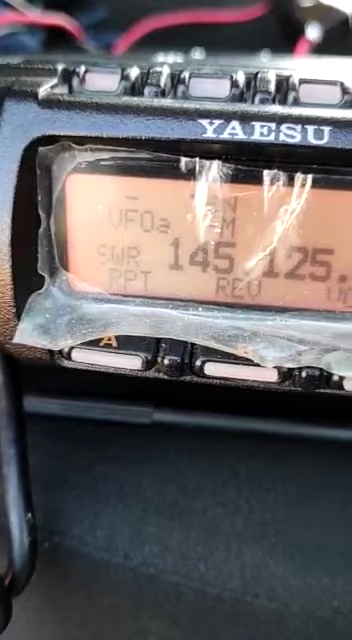 YAESU
VFOa
SWR 145.125.
RPT REV
A